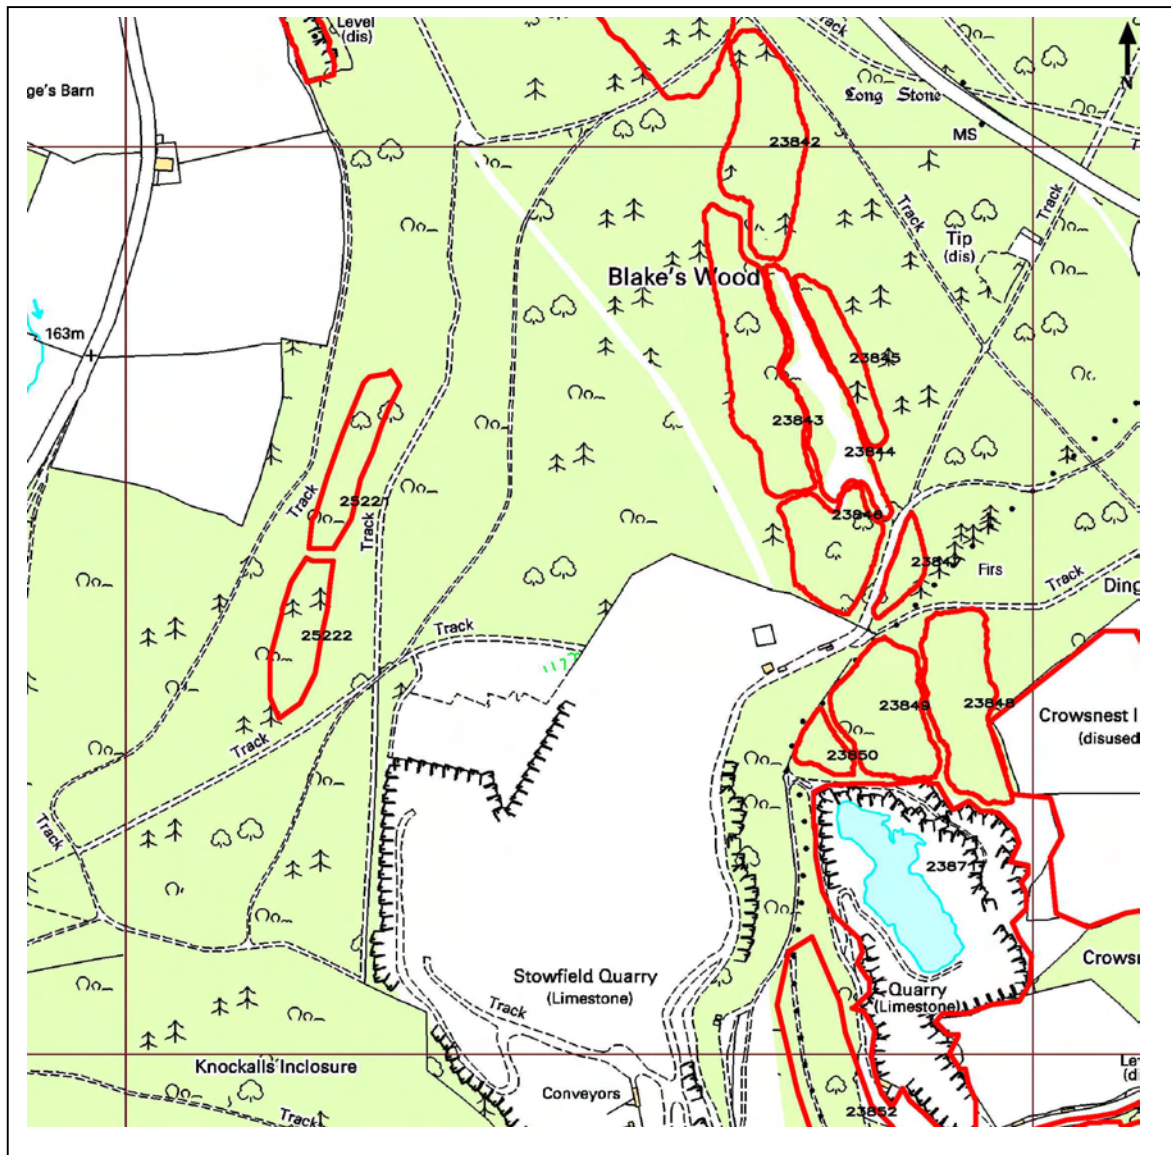 Level
(dis)
Track
ge's Barn
Long Stone
N
MS
23842
Track
Track
Tip
(dis)
Blake's Wood
163m
23845
23843
23844
Track
25221
Track
23846
23847
Firs
Track
Ding
25222
Track
23849
23848
Crowsnest I
(disused
Track
23850
Track
23871
Crowsn
Stowfield Quarry
(Limestone)
Quarry
(Limestone)
Track
Knockalls Inclosure
Conveyors
23852
Track